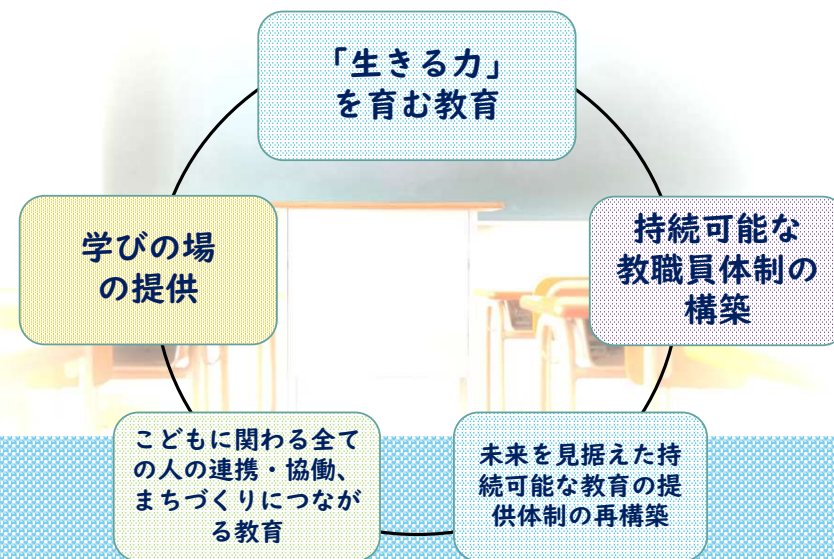 「生きる力」
を育む教育
学びの場
の提供
持続可能な
教職員体制の
構築
こどもに関わる全て
の人の連携・協働、
まちづくりにつなが
る教育
未来を見据えた持
続可能な教育の提
供体制の再構築